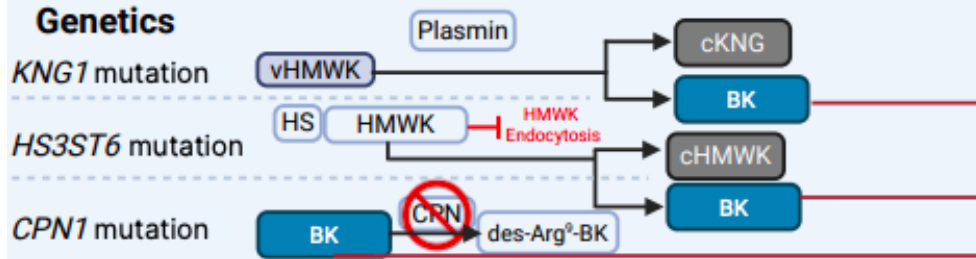 Genetics
Plasmin
cKNG
KNG1 mutation
vHMWK
BK
HS
HMWK
HMWK
Endocytosis
HS3ST6 mutation
cHMWK
BK
CPN
CPN1 mutation
BK
des-Arg⁹-BK